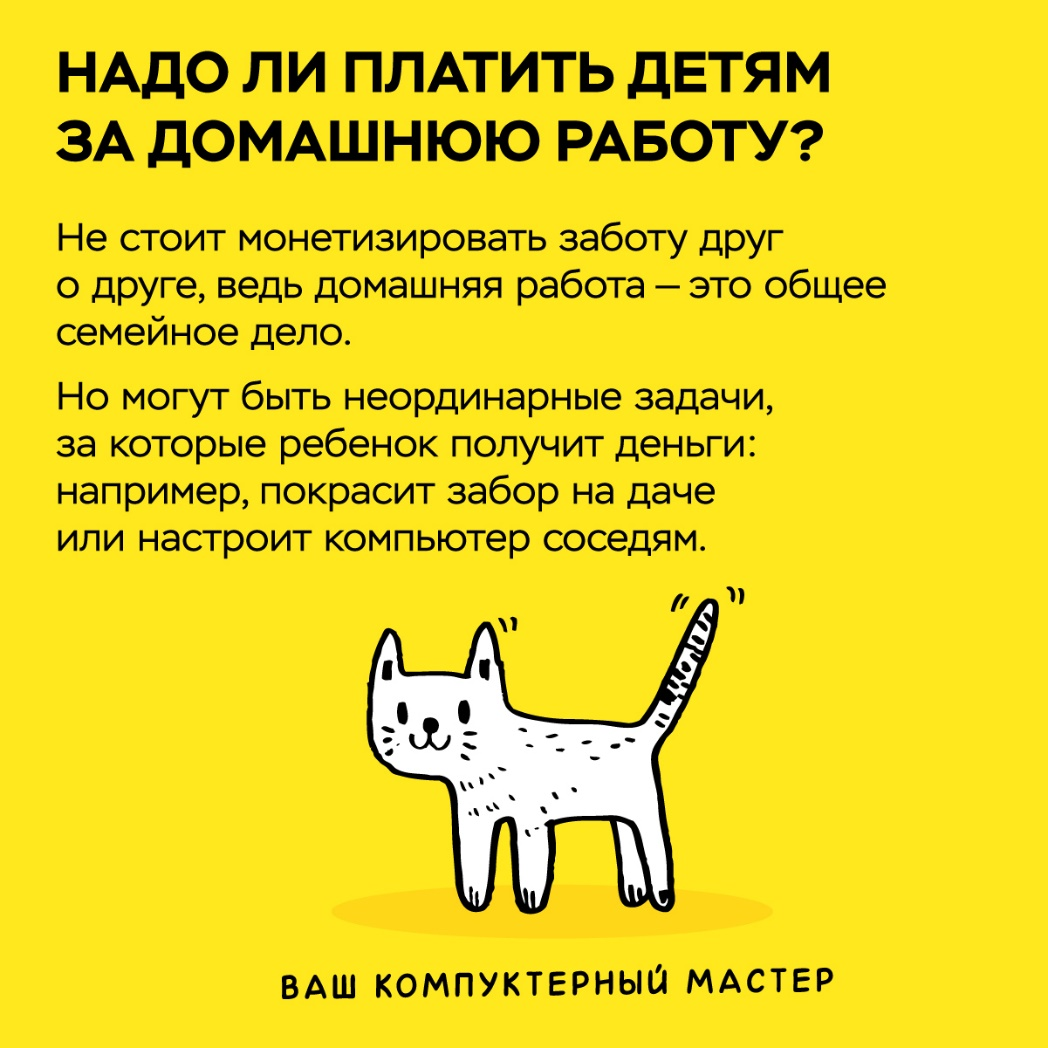 НАДО ЛИ ПЛАТИТЬ ДЕТЯМ
ЗА ДОМАШНЮЮ РАБОТУ?
Не стоит монетизировать заботу друг
о друге, ведь домашняя работа – это общее
семейное дело.
Но могут быть неординарные задачи,
за которые ребенок получит деньги:
например, покрасит забор на даче
или настроит компьютер соседям.
ВАШ КОМПУКТЕРНЫЙ МАСТЕР